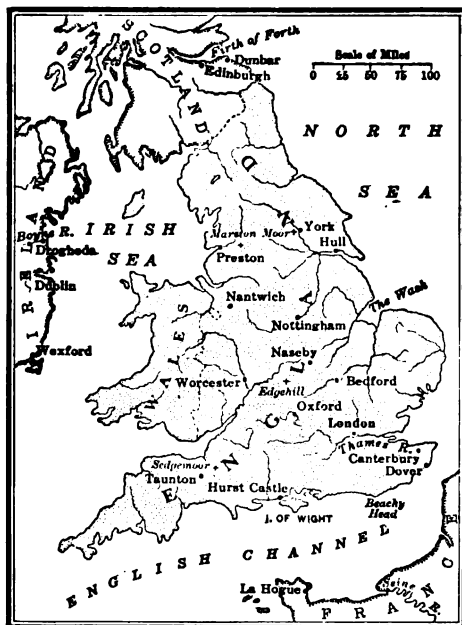 SCOTLAND
Firth of Forth
Dunbar
Edinburgh
Scale of Miles
0 25 50 75 100
NORTH
SEA
IRELAND
Boyne R.
IRISH
SEA
Drogheda
Dublin
Wexford
Marston Moor
York
Hull
Preston
Nantwich
Nottingham
The Wash
Naseby
WALES
Worcester
Edgehill
Bedford
Oxford
London
Thames R.
Canterbury
Dover
ENGLAND
Sedgemoor
Taunton
Hurst Castle
Beachy
Head
I. OF WIGHT
ENGLISH CHANNEL
La Hogue
Seine R.
FRANCE